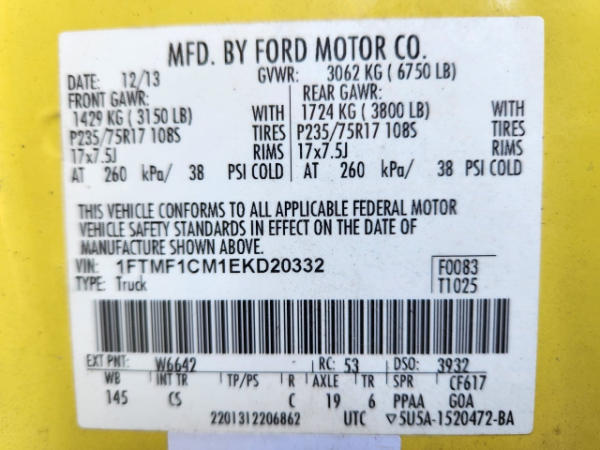 MFD. BY FORD MOTOR CO.
DATE: 12/13 GVWR: 3062 KG ( 6750 LB)
FRONT GAWR: REAR GAWR:
1429 KG ( 3150 LB) WITH 1724 KG ( 3800 LB) WITH
P235/75R17 108S TIRES P235/75R17 108S TIRES
17x7.5J RIMS 17x7.5J RIMS
AT 260 kPa/ 38 PSI COLD AT 260 kPa/ 38 PSI COLD
THIS VEHICLE CONFORMS TO ALL APPLICABLE FEDERAL MOTOR
VEHICLE SAFETY STANDARDS IN EFFECT ON THE DATE OF
MANUFACTURE SHOWN ABOVE.
VIN: 1FTMF1CM1EKD20332 F0083
TYPE: Truck T1025
EXT PNT: W6642 RC: 53 DSO: 3932
WB INT TR TP/PS R AXLE TR SPR CF617
145 CS C 19 6 PPAA GOA
2201312206862 UTC ▽5U5A-1520472-BA